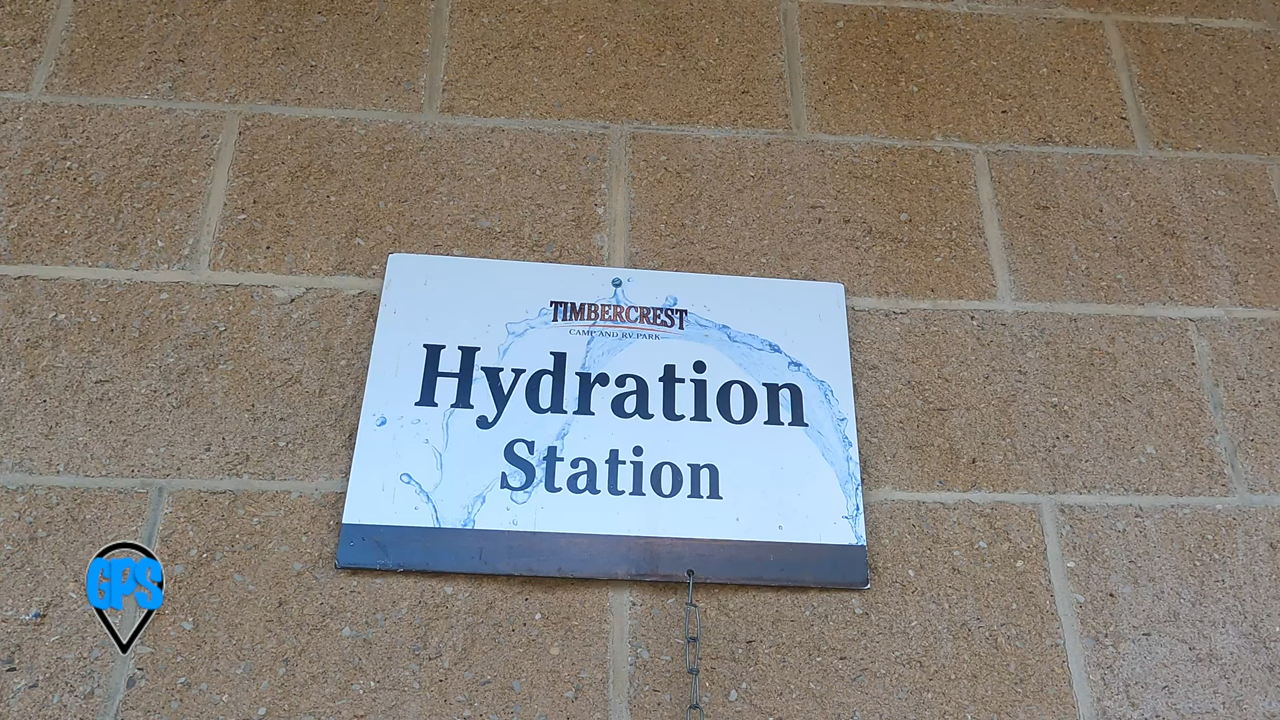 TIMBERCREST
CAMP AND RV PARK
Hydration
Station
GPS